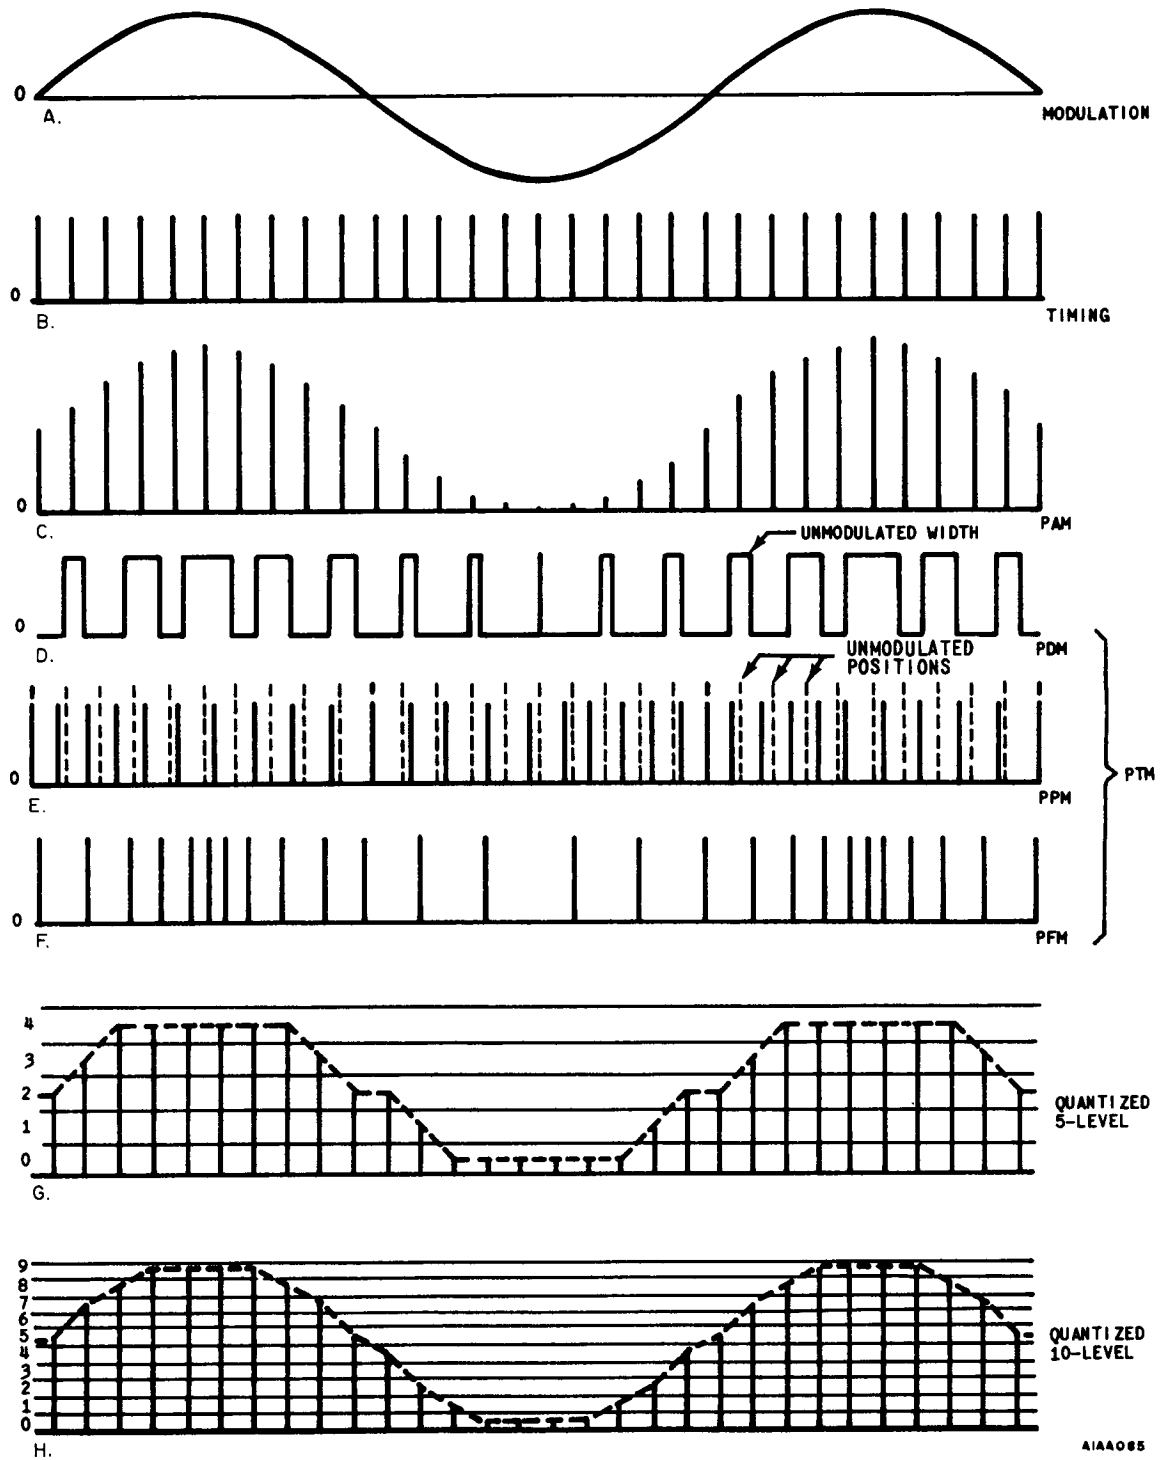 0
A.
MODULATION
0
B.
TIMING
0
C.
PAM
UNMODULATED WIDTH
0
D.
PDM
UNMODULATED
POSITIONS
0
E.
PPM
PTM
0
F.
PFM
4
3
2
1
0
G.
QUANTIZED
5-LEVEL
9
8
7
6
5
4
3
2
1
0
H.
QUANTIZED
10-LEVEL
AIAA085